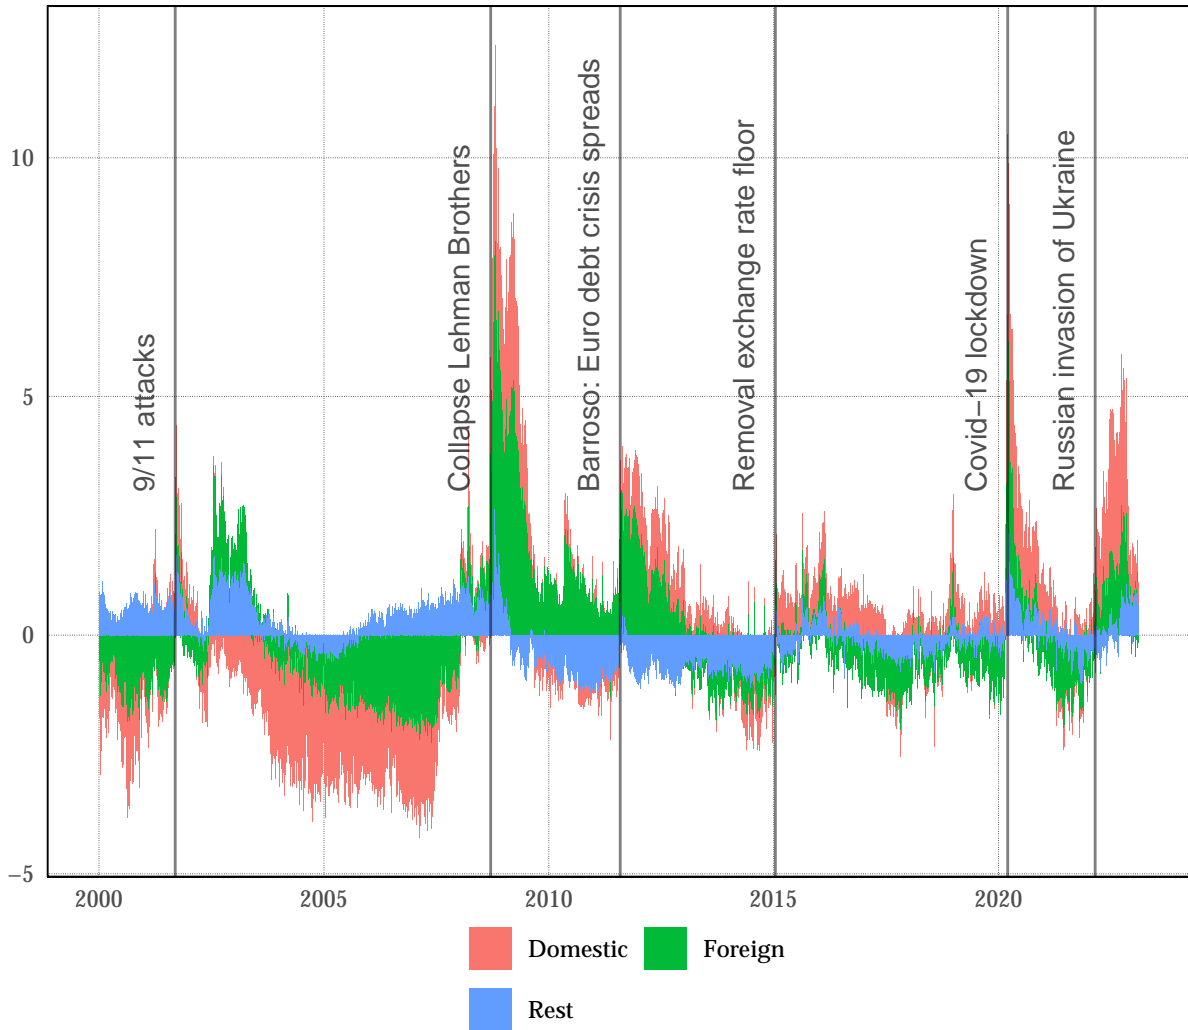 10
5
0
−5
9/11 attacks
Collapse Lehman Brothers
Barroso: Euro debt crisis spreads
Removal exchange rate floor
Covid−19 lockdown
Russian invasion of Ukraine
2000 2005 2010 2015 2020
Domestic Foreign
Rest